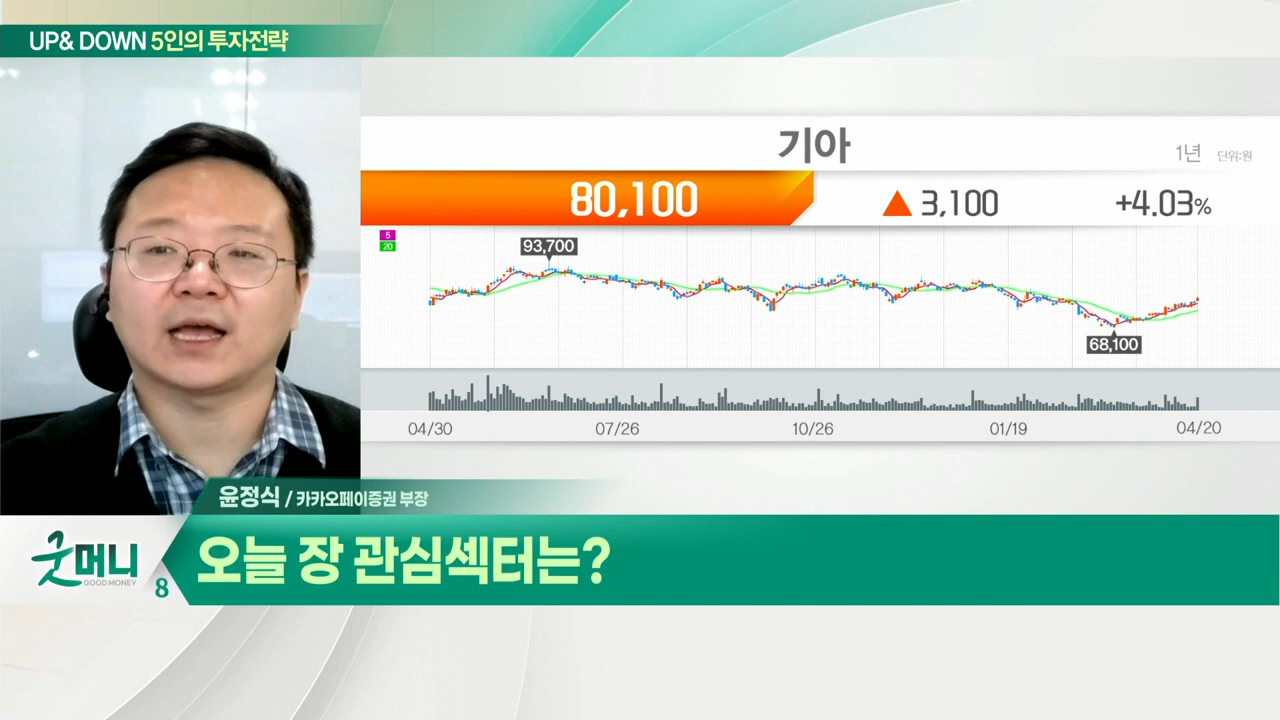 UP& DOWN 5인의 투자전략
기아
1년 단위:원
80,100 ▲ 3,100 +4.03%
5
20
93,700
68,100
04/30 07/26 10/26 01/19 04/20
윤정식 / 카카오페이증권 부장
굿머니
GOOD MONEY
8
오늘 장 관심섹터는?